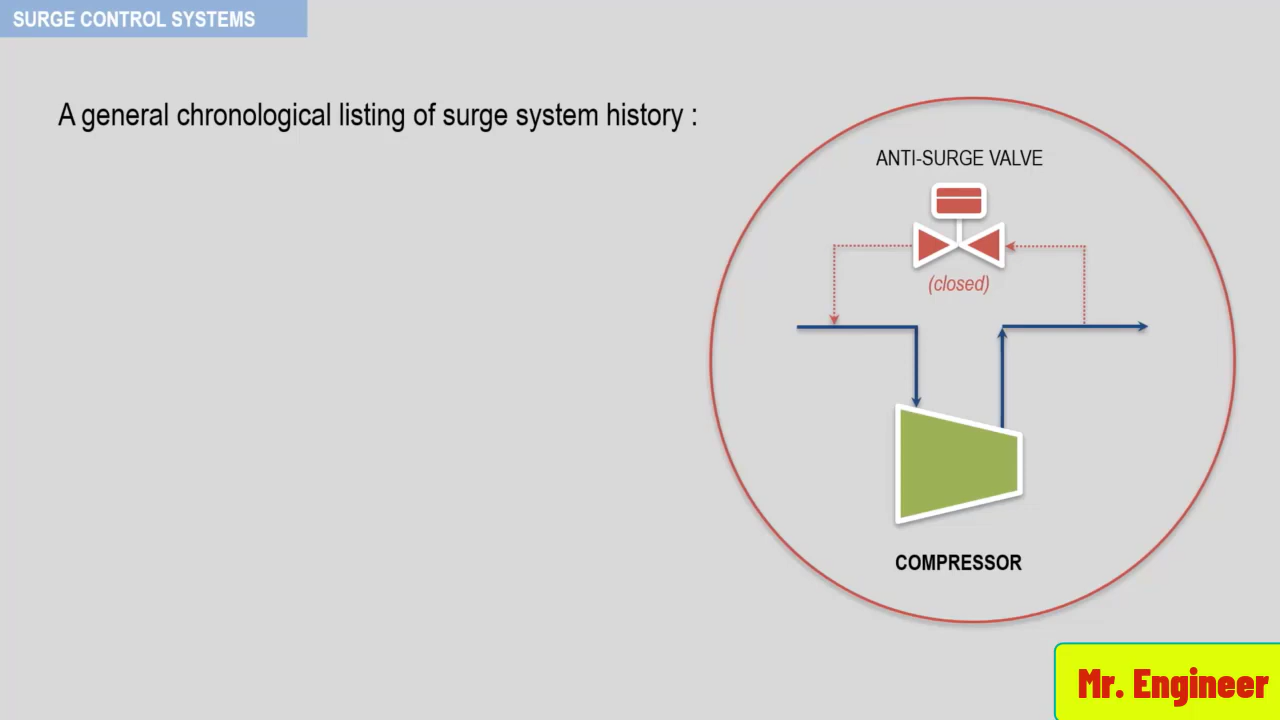 SURGE CONTROL SYSTEMS
A general chronological listing of surge system history :
ANTI-SURGE VALVE
(closed)
COMPRESSOR
Mr. Engineer